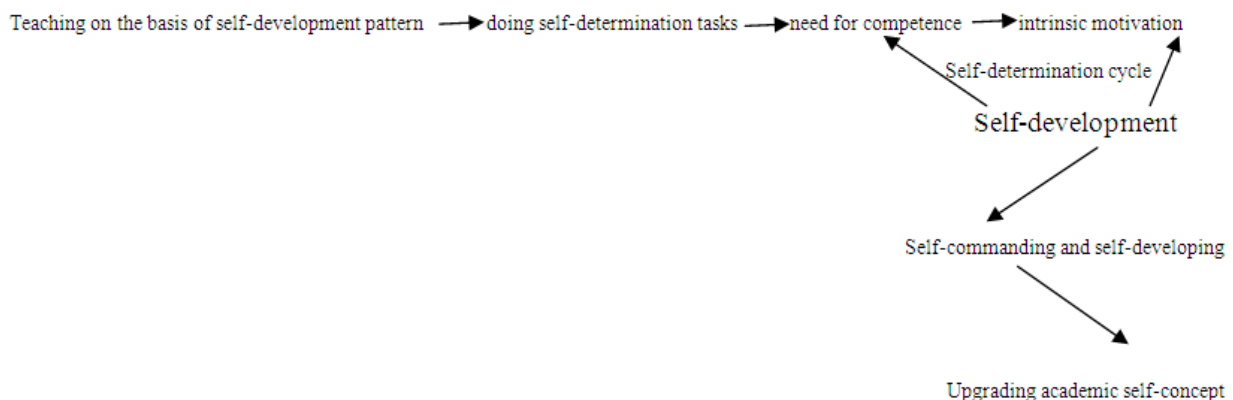 Teaching on the basis of self-development pattern doing self-determination tasks need for competence intrinsic motivation
Self-determination cycle
Self-development
Self-commanding and self-developing
Upgrading academic self-concept